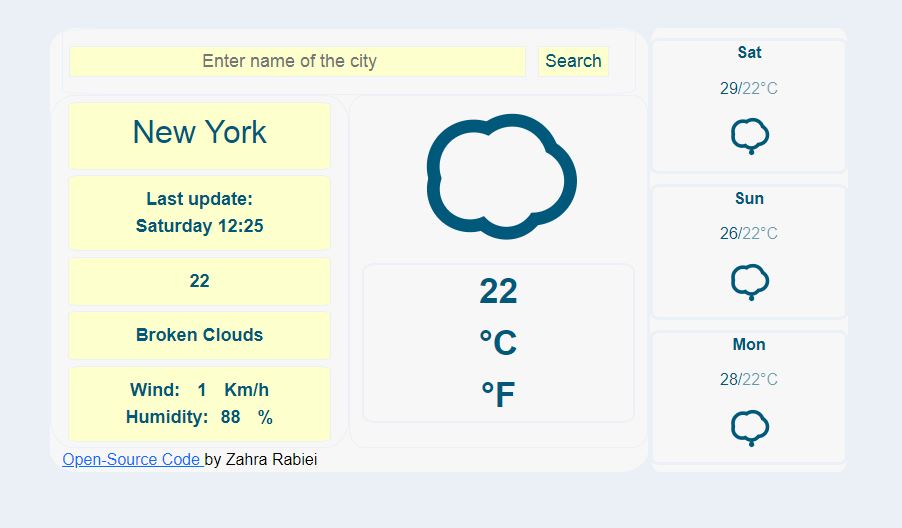 Enter name of the city
Search
New York
Last update:
Saturday 12:25
22
Broken Clouds
Wind: 1 Km/h
Humidity: 88 %
22
°C
°F
Open-Source Code by Zahra Rabiei
Sat
29/22°C
Sun
26/22°C
Mon
28/22°C